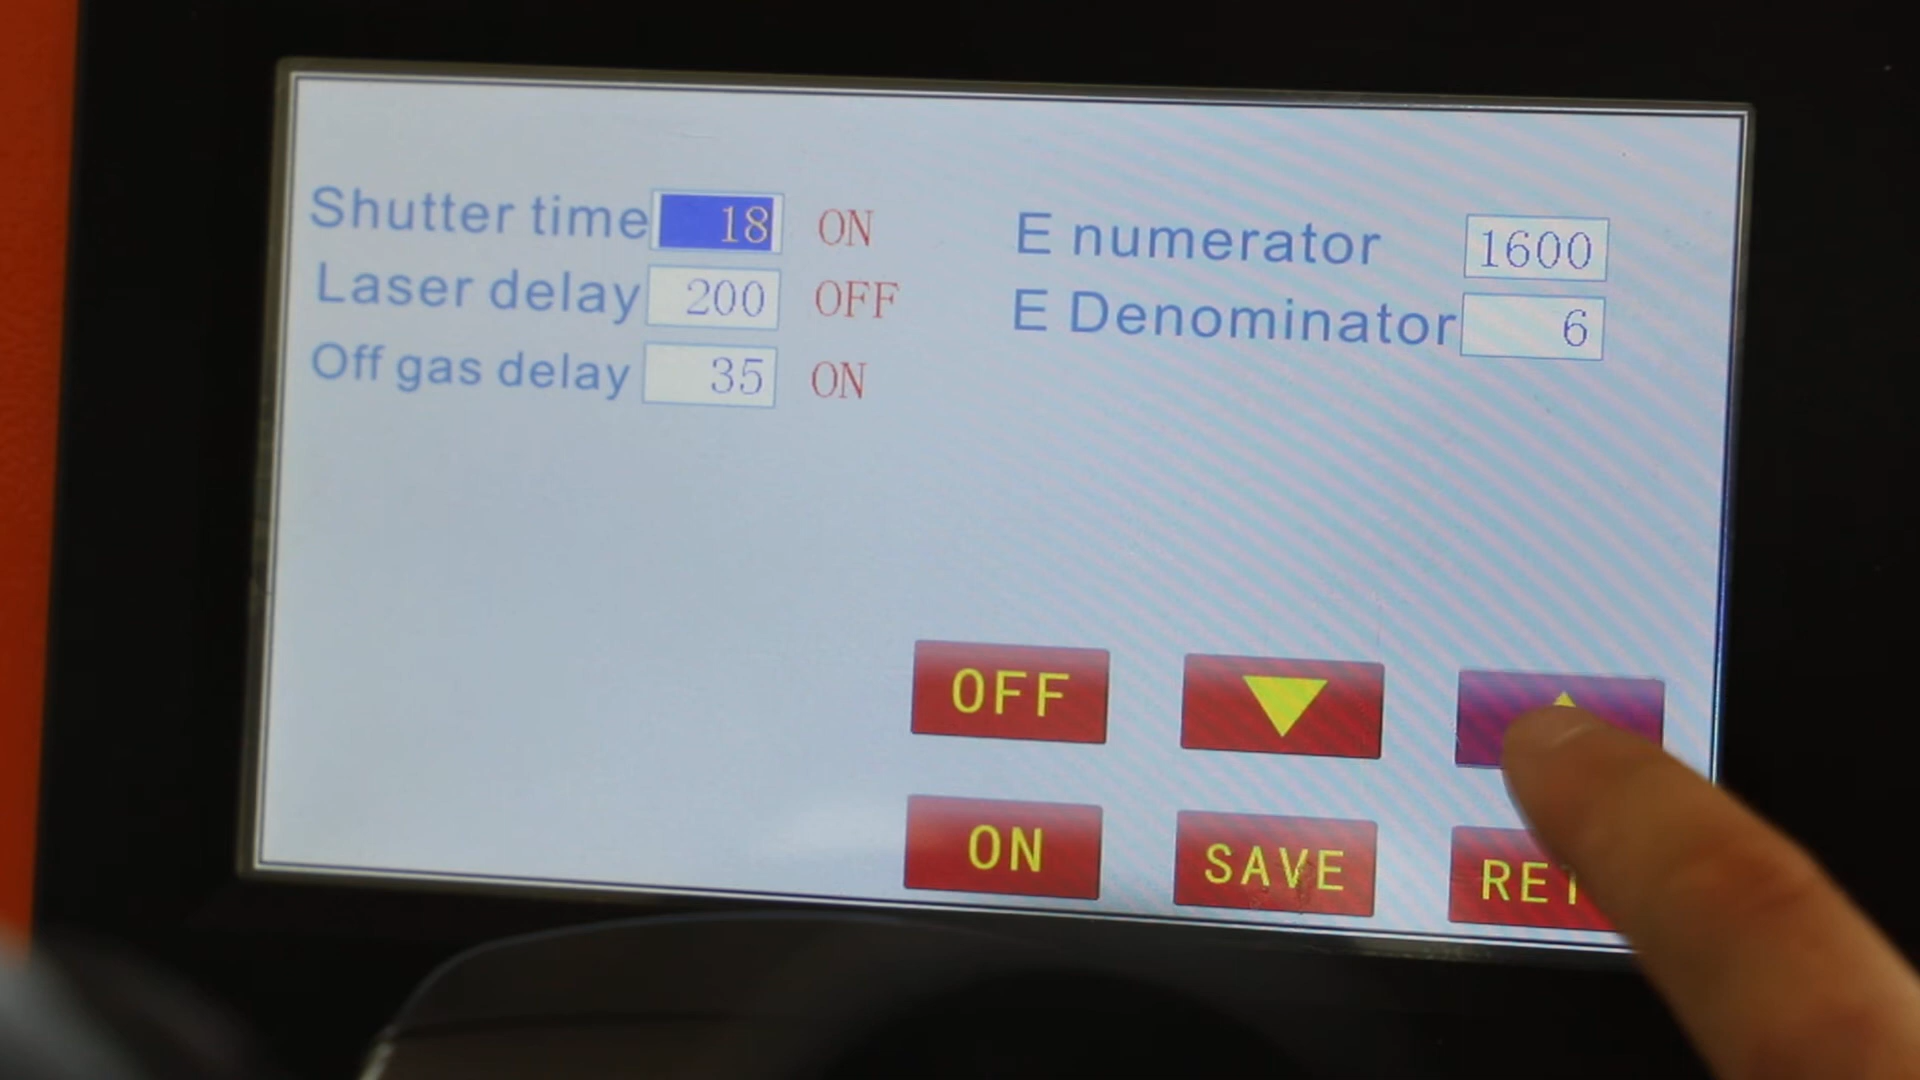 Shutter time 18 ON
Laser delay 200 OFF
Off gas delay 35 ON
E numerator 1600
E Denominator 6
OFF
ON SAVE